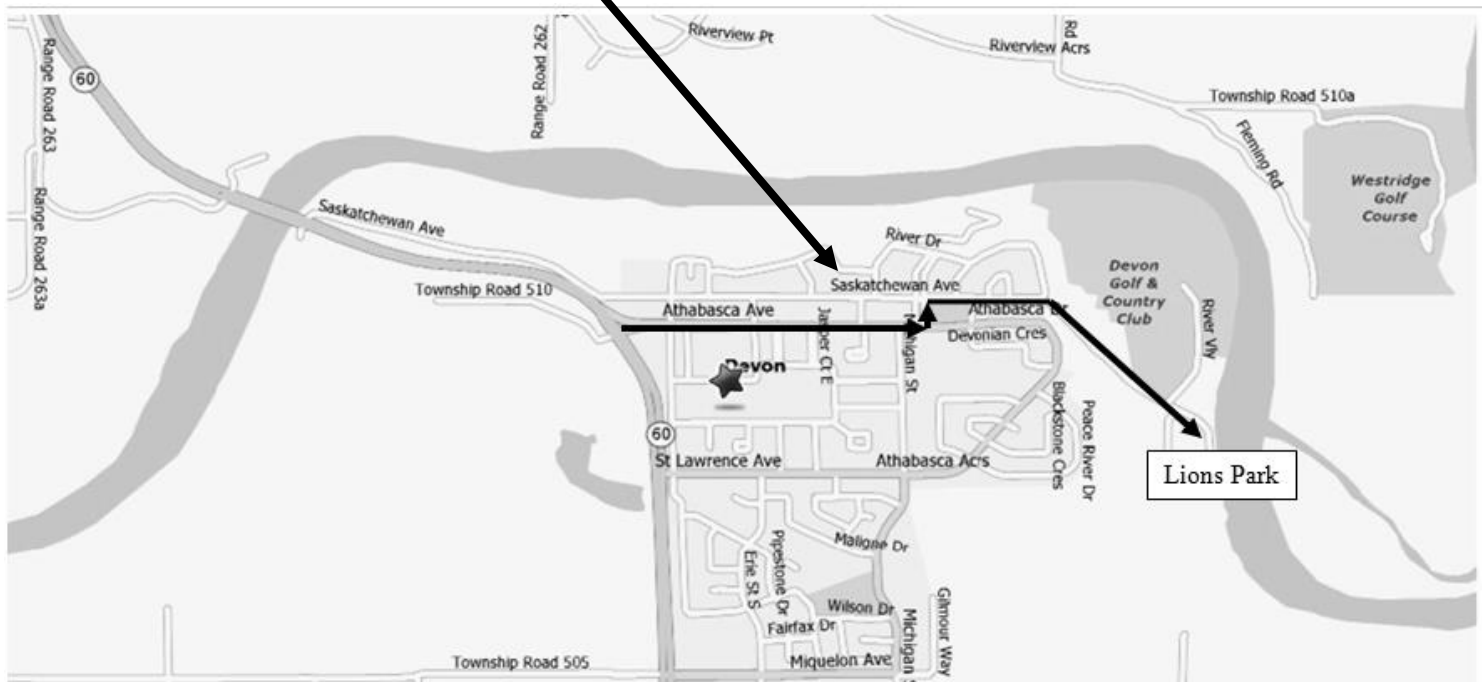 Riverview Pt
Rd
Riverview Acrs
Range Road 263
60
Range Road 262
Township Road 510a
Fleming Rd
Westridge
Golf
Course
Range Road 263a
Saskatchewan Ave
River Dr
Devon
Golf &
Country
Club
Township Road 510
Saskatchewan Ave
Athabasca Ave
Athabasca Dr
River Vly
Jasper Ct E
Michigan St
Devonian Cres
Devon
Blackstone Cres
Peace River Dr
60
St Lawrence Ave
Athabasca Acrs
Lions Park
Maligne Dr
Erie St S
Pipestone Dr
Wilson Dr
Fairfax Dr
Michigan
Gilmour Way
Township Road 505
Miquelon Ave